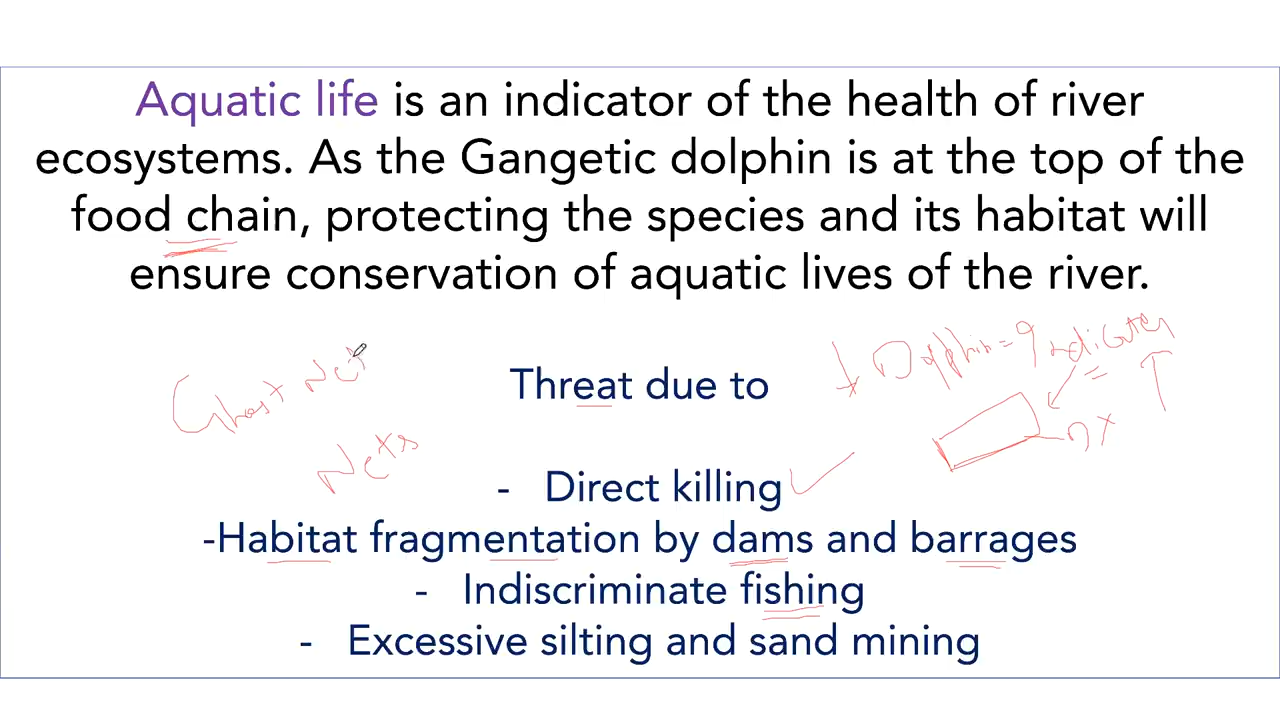 Aquatic life is an indicator of the health of river
ecosystems. As the Gangetic dolphin is at the top of the
food chain, protecting the species and its habitat will
ensure conservation of aquatic lives of the river.
Ghost Net
Nets
Threat due to
Dolphin =
indicator
- Direct killing
-Habitat fragmentation by dams and barrages
- Indiscriminate fishing
- Excessive silting and sand mining